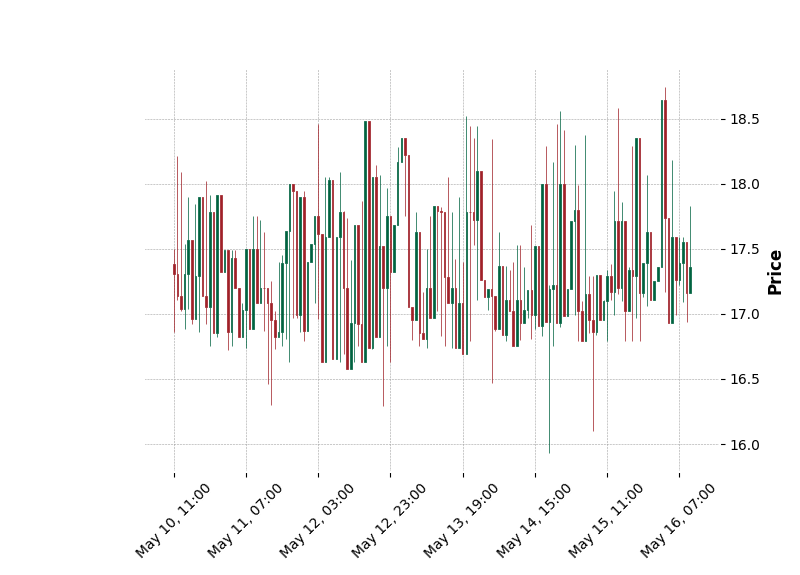 18.5
18.0
17.5
17.0
16.5
16.0
Price
May 10, 11:00
May 11, 07:00
May 12, 03:00
May 12, 23:00
May 13, 19:00
May 14, 15:00
May 15, 11:00
May 16, 07:00